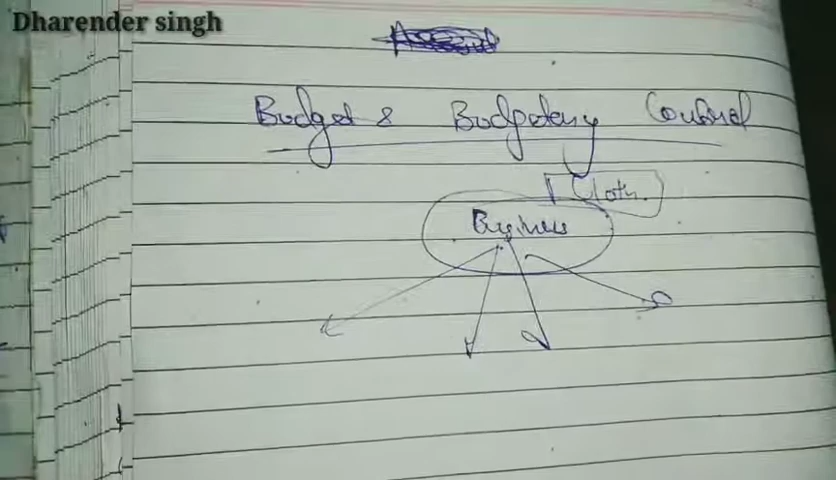 Dharender singh
Budget & Budgetary Control
Cloth.
Business